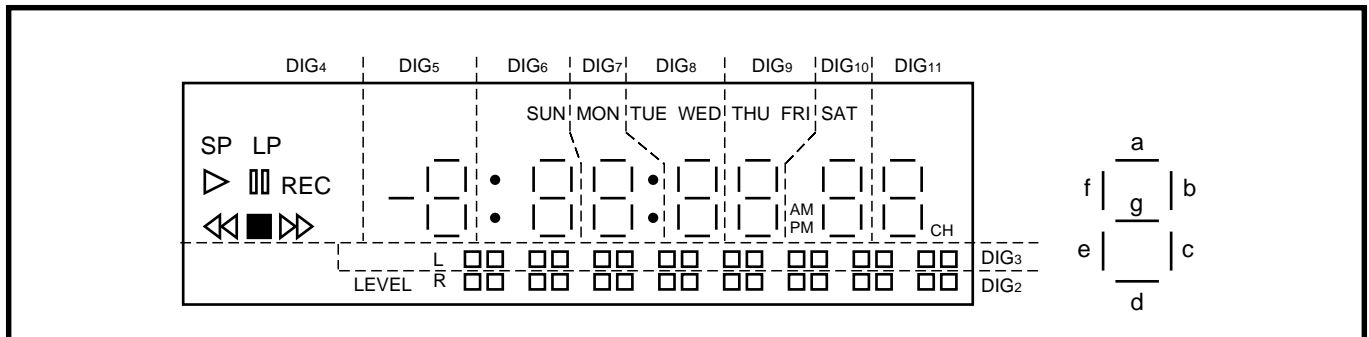 DIG4 DIG5 DIG6 DIG7 DIG8 DIG9 DIG10 DIG11
SUN MON TUE WED THU FRI SAT
SP LP
REC
AM
PM
CH
L
R
LEVEL
DIG3
DIG2
a
f b
g
e c
d